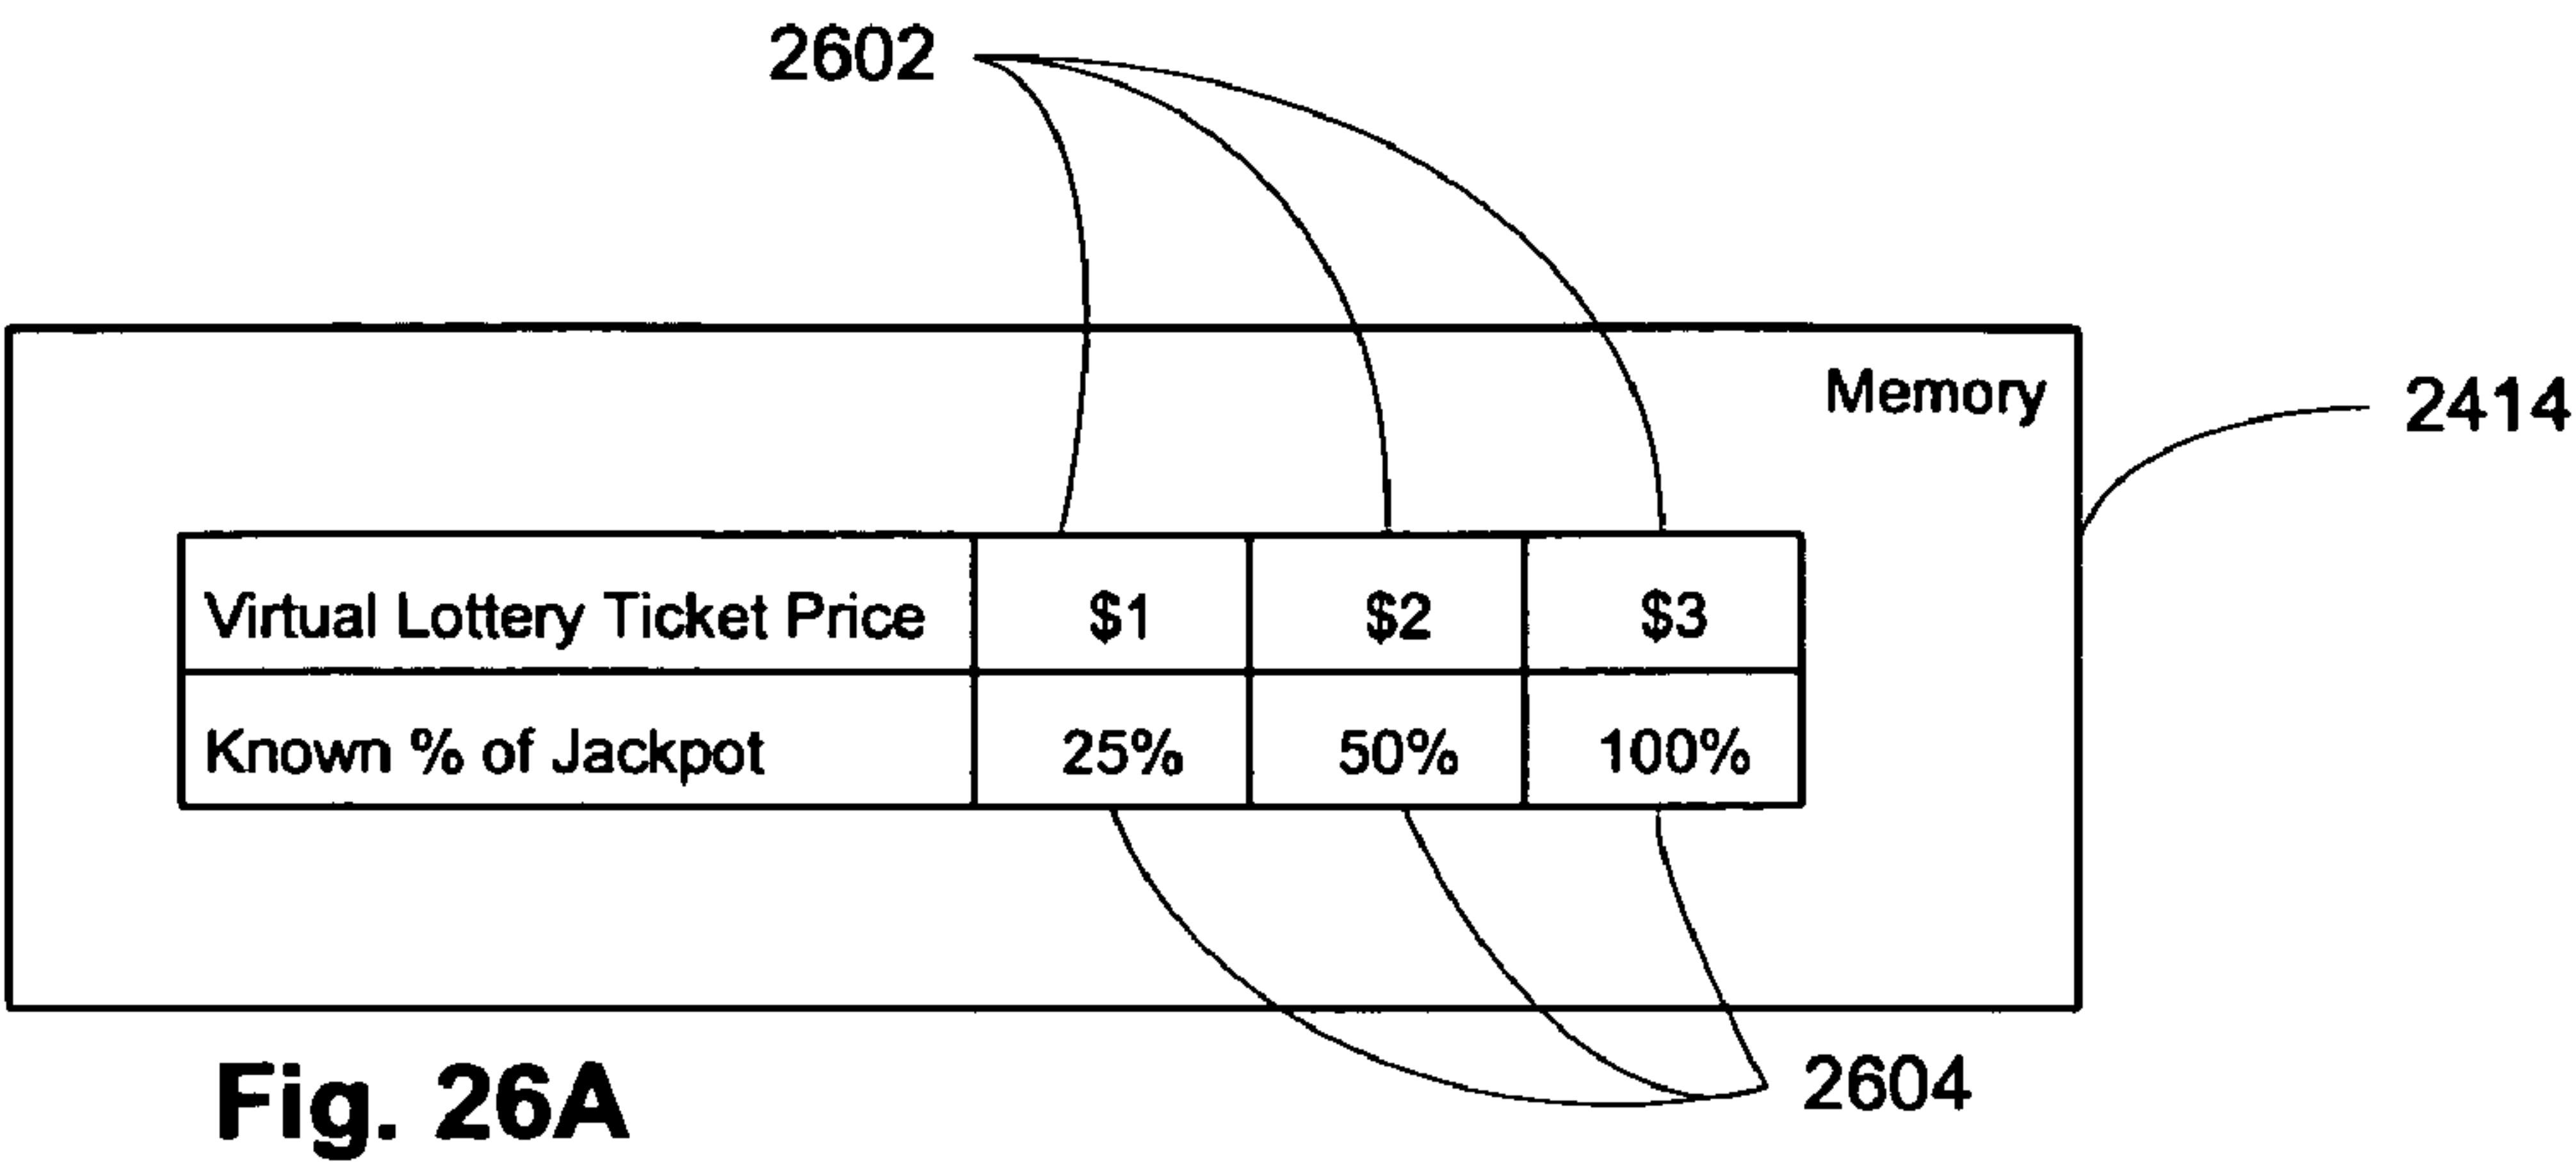 2602
Memory
2414
Virtual Lottery Ticket Price $1 $2 $3
Known % of Jackpot 25% 50% 100%
2604
Fig. 26A